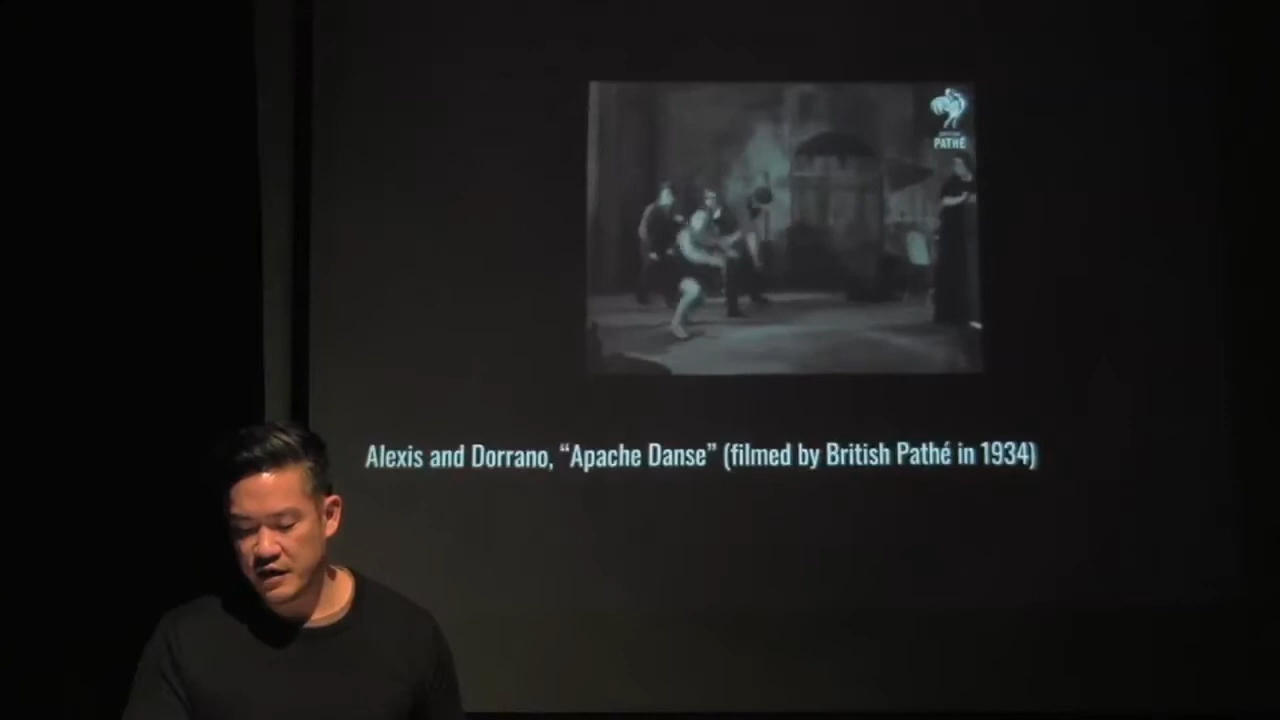 PATHÉ
Alexis and Dorrano, “Apache Danse” (filmed by British Pathé in 1934)